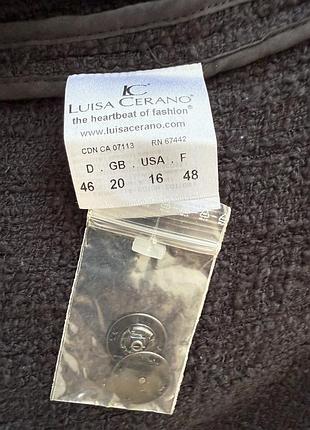 LC
LUISA CERANO®
the heartbeat of fashion®
www.luisacerano.com
CDN CA 07113 RN 67442
D . GB . USA . F
46 20 16 48